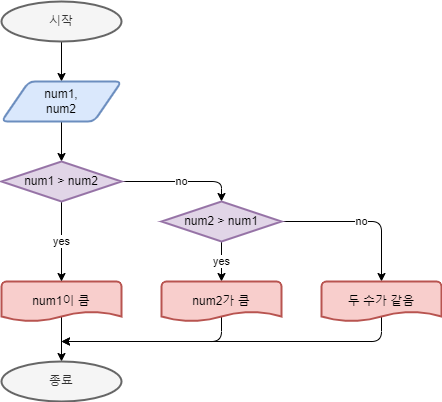 시작
num1,
num2
num1 > num2
no
num2 > num1
no
yes
yes
num1이 큼
num2가 큼
두 수가 같음
종료